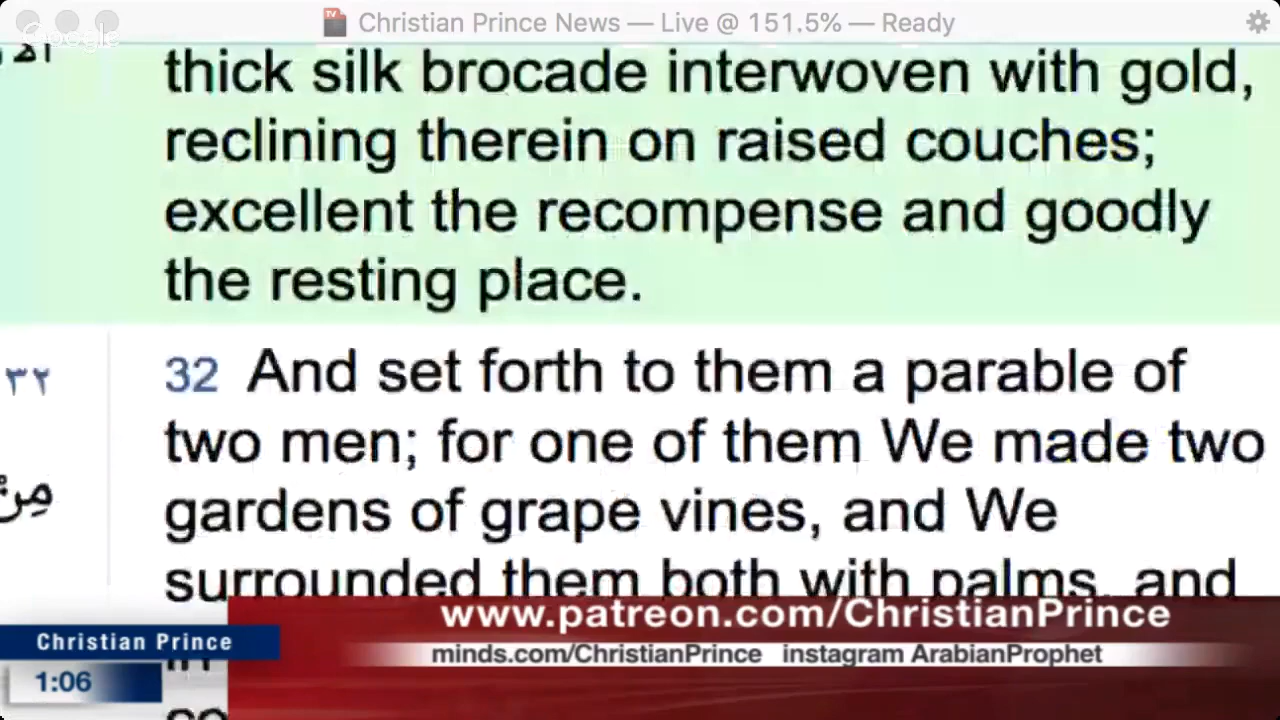 Christian Prince News — Live @ 151.5% — Ready
Google
thick silk brocade interwoven with gold,
reclining therein on raised couches;
excellent the recompense and goodly
the resting place.
٣٢
32 And set forth to them a parable of
two men; for one of them We made two
مِنْ
gardens of grape vines, and We
surrounded them both with palms, and
www.patreon.com/ChristianPrince
Christian Prince
minds.com/ChristianPrince instagram ArabianProphet
1:06